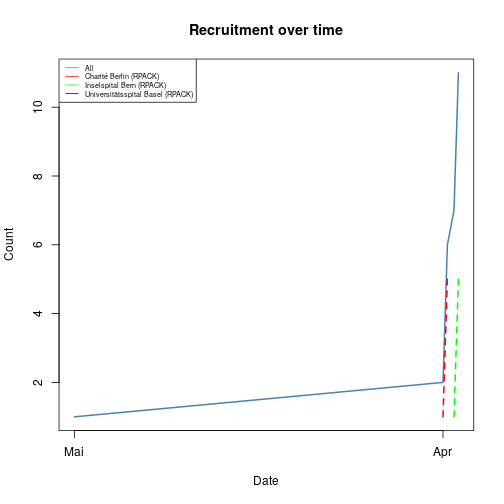 Recruitment over time
All
Charité Berlin (RPACK)
Inselspital Bern (RPACK)
Universitätsspital Basel (RPACK)
10
8
6
4
2
Count
Mai
Apr
Date